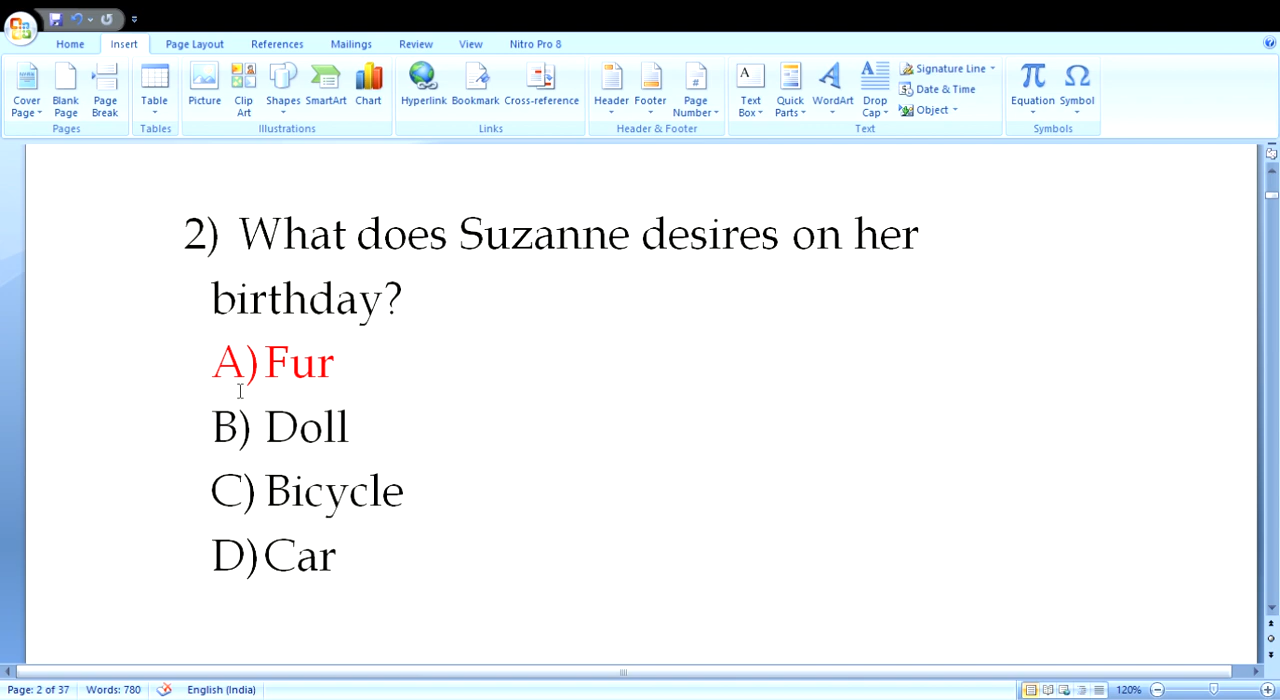 Home Insert Page Layout References Mailings Review View Nitro Pro 8
Cover Page Blank Page Page Break Table Picture Clip Art Shapes SmartArt Chart Hyperlink Bookmark Cross-reference Header Footer Page Number Text Box Quick Parts WordArt Drop Cap Signature Line Date & Time Object Equation Symbol
Pages Tables Illustrations Links Header & Footer Text Symbols
2) What does Suzanne desires on her
birthday?
A) Fur
B) Doll
C) Bicycle
D) Car
Page: 2 of 37 Words: 780 English (India) 120%